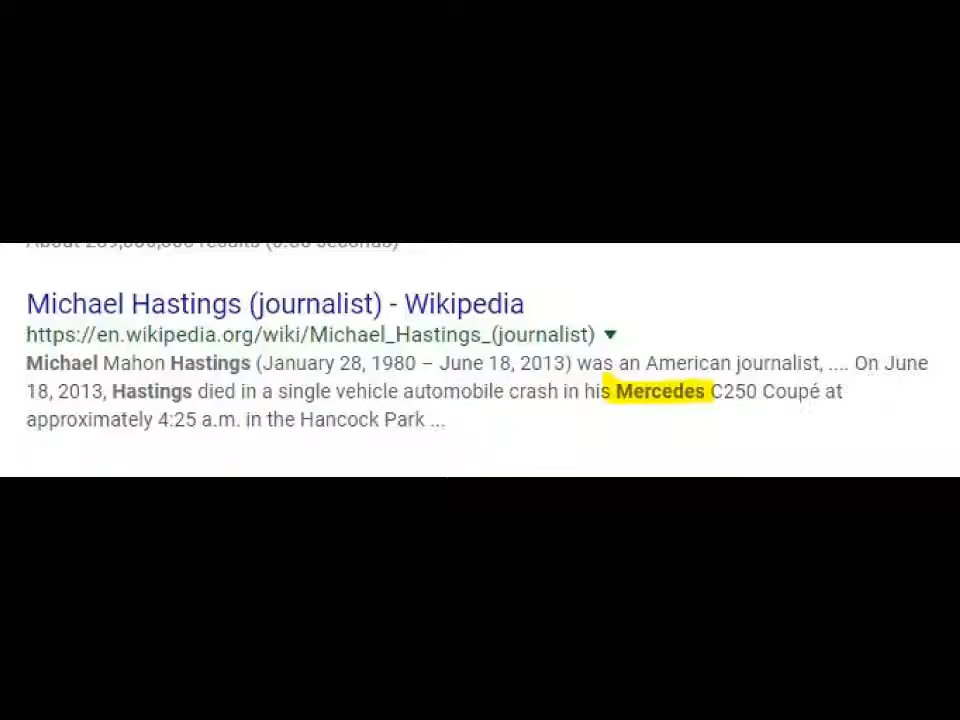 Michael Hastings (journalist) - Wikipedia
https://en.wikipedia.org/wiki/Michael_Hastings_(journalist)
Michael Mahon Hastings (January 28, 1980 – June 18, 2013) was an American journalist, .... On June
18, 2013, Hastings died in a single vehicle automobile crash in his Mercedes C250 Coupé at
approximately 4:25 a.m. in the Hancock Park ...